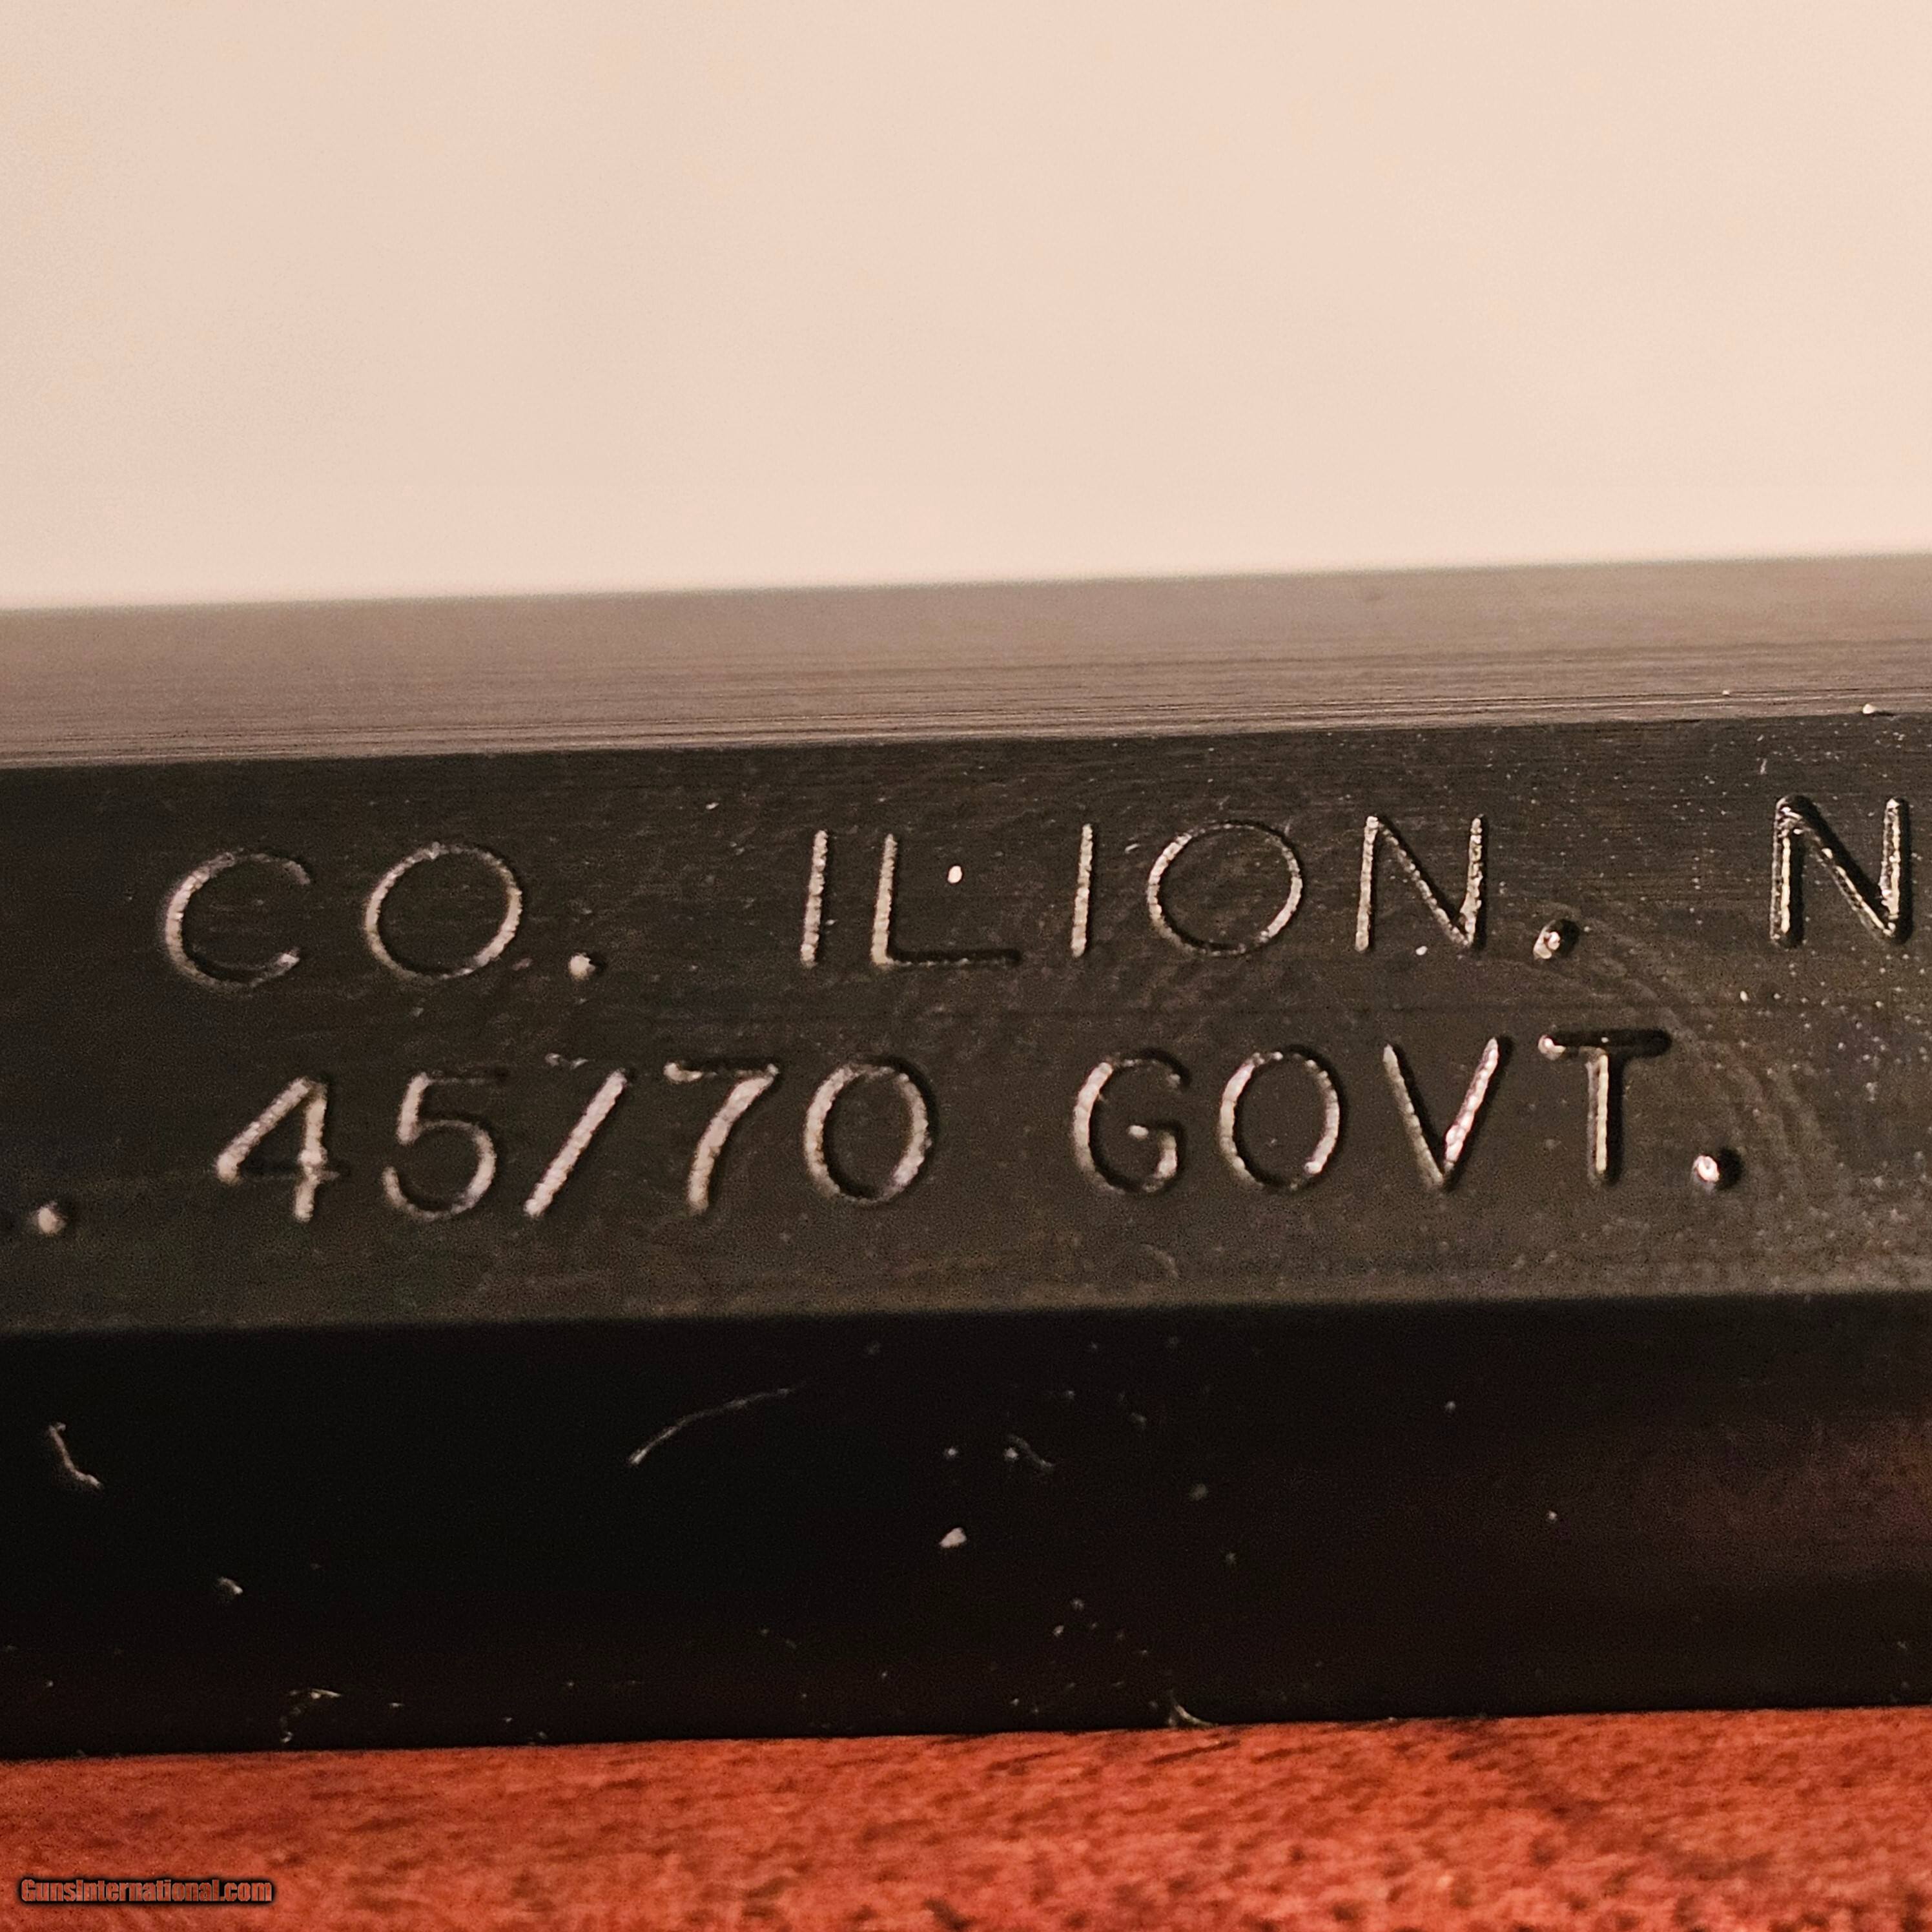 CO. ILION. N
. 45/70 GOVT.
GunsInternational.com